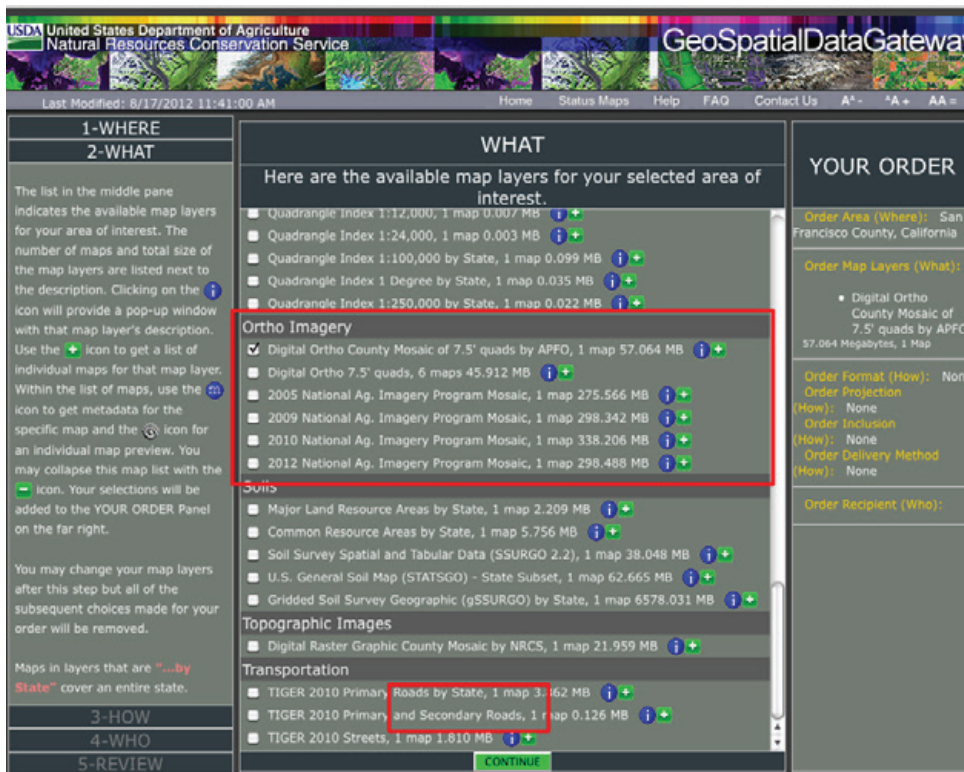 USDA United States Department of Agriculture
Natural Resources Conservation Service
GeoSpatialDataGateway
Last Modified: 8/17/2012 11:41:00 AM
Home Status Maps Help FAQ Contact Us A^ - ^A + AA =
1-WHERE
2-WHAT
The list in the middle pane
indicates the available map layers
for your area of interest. The
number of maps and total size of
the map layers are listed next to
the description. Clicking on the i
icon will provide a pop-up window
with that map layer's description.
Use the + icon to get a list of
individual maps for that map layer.
Within the list of maps, use the m
icon to get metadata for the
specific map and the icon for
an individual map preview. You
may collapse this map list with the
- icon. Your selections will be
added to the YOUR ORDER Panel
on the far right.
You may change your map layers
after this step but all of the
subsequent choices made for your
order will be removed.
Maps in layers that are "...by
State" cover an entire state.
3-HOW
4-WHO
5-REVIEW
WHAT
Here are the available map layers for your selected area of
interest.
Quadrangle Index 1:12,000, 1 map 0.007 MB
Quadrangle Index 1:24,000, 1 map 0.003 MB
Quadrangle Index 1:100,000 by State, 1 map 0.099 MB
Quadrangle Index 1 Degree by State, 1 map 0.035 MB
Quadrangle Index 1:250,000 by State, 1 map 0.022 MB
Ortho Imagery
Digital Ortho County Mosaic of 7.5' quads by APFO, 1 map 57.064 MB
Digital Ortho 7.5' quads, 6 maps 45.912 MB
2005 National Ag. Imagery Program Mosaic, 1 map 275.566 MB
2009 National Ag. Imagery Program Mosaic, 1 map 298.342 MB
2010 National Ag. Imagery Program Mosaic, 1 map 338.206 MB
2012 National Ag. Imagery Program Mosaic, 1 map 298.488 MB
Soils
Major Land Resource Areas by State, 1 map 2.209 MB
Common Resource Areas by State, 1 map 5.756 MB
Soil Survey Spatial and Tabular Data (SSURGO 2.2), 1 map 38.048 MB
U.S. General Soil Map (STATSGO) - State Subset, 1 map 62.665 MB
Gridded Soil Survey Geographic (gSSURGO) by State, 1 map 6578.031 MB
Topographic Images
Digital Raster Graphic County Mosaic by NRCS, 1 map 21.959 MB
Transportation
TIGER 2010 Primary Roads by State, 1 map 3.862 MB
TIGER 2010 Primary and Secondary Roads, 1 map 0.126 MB
TIGER 2010 Streets, 1 map 1.810 MB
CONTINUE
YOUR ORDER
Order Area (Where): San
Francisco County, California
Order Map Layers (What):
• Digital Ortho
County Mosaic of
7.5' quads by APFO
57.064 Megabytes, 1 Map
Order Format (How): Non
Order Projection
(How): None
Order Inclusion
(How): None
Order Delivery Method
(How): None
Order Recipient (Who):